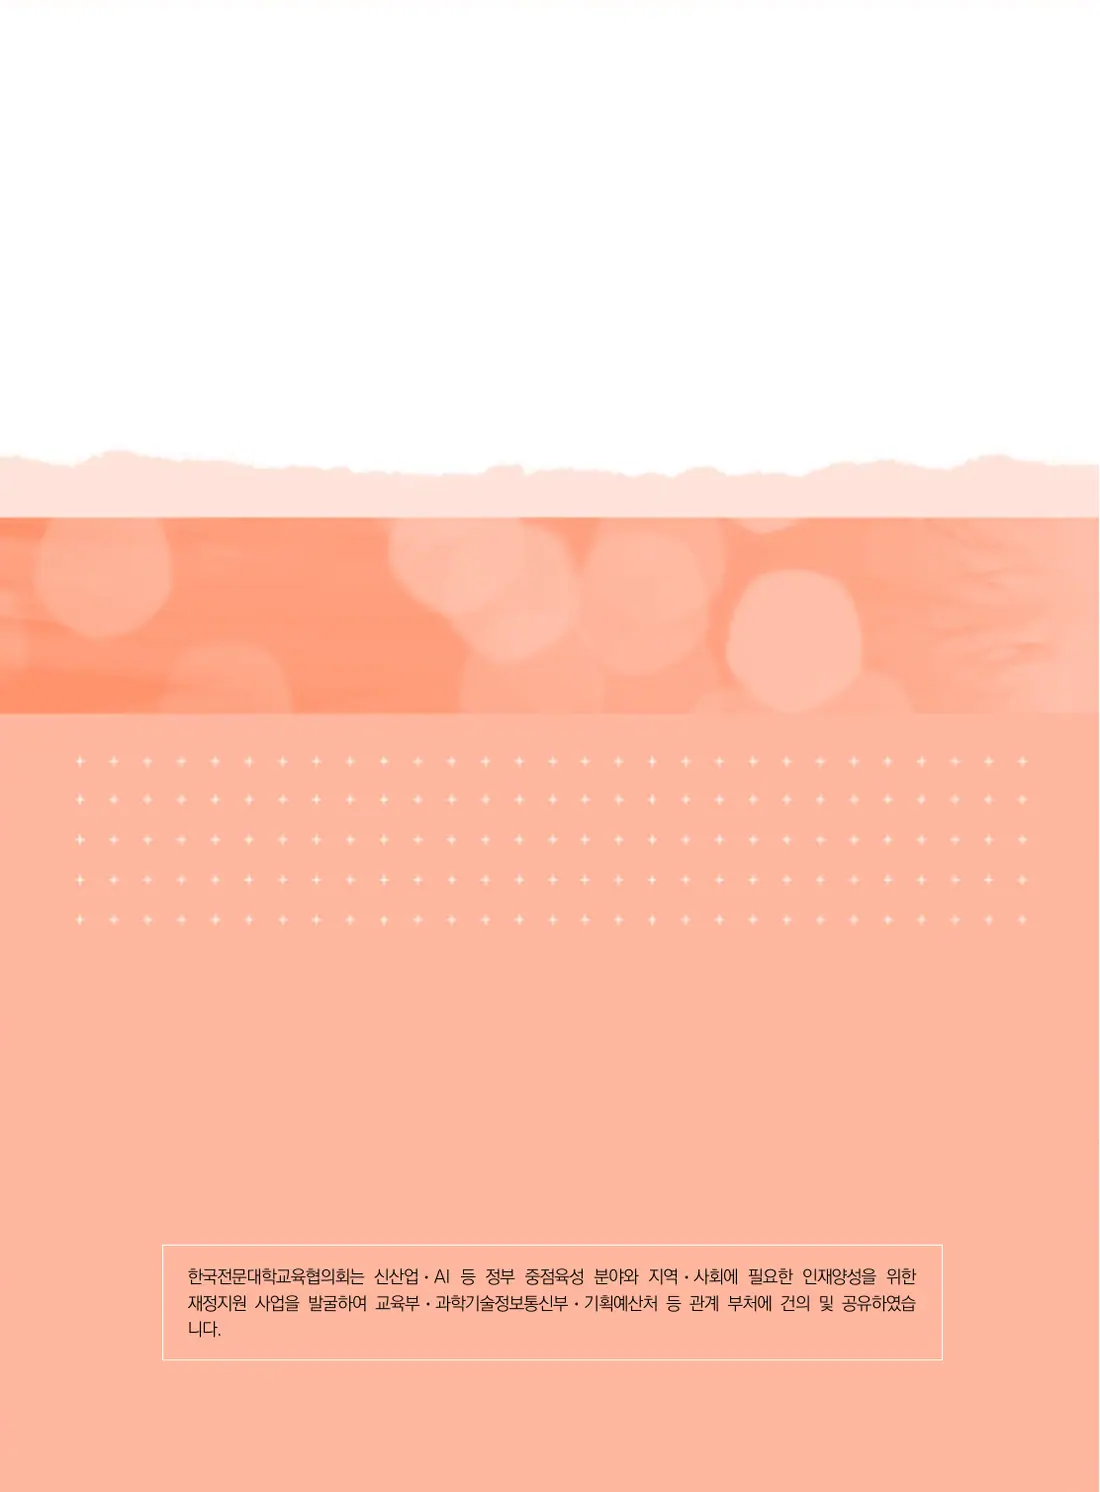 한국전문대학교육협의회는 신산업·AI 등 정부 중점육성 분야와 지역·사회에 필요한 인재양성을 위한
재정지원 사업을 발굴하여 교육부·과학기술정보통신부·기획예산처 등 관계 부처에 건의 및 공유하였습
니다.